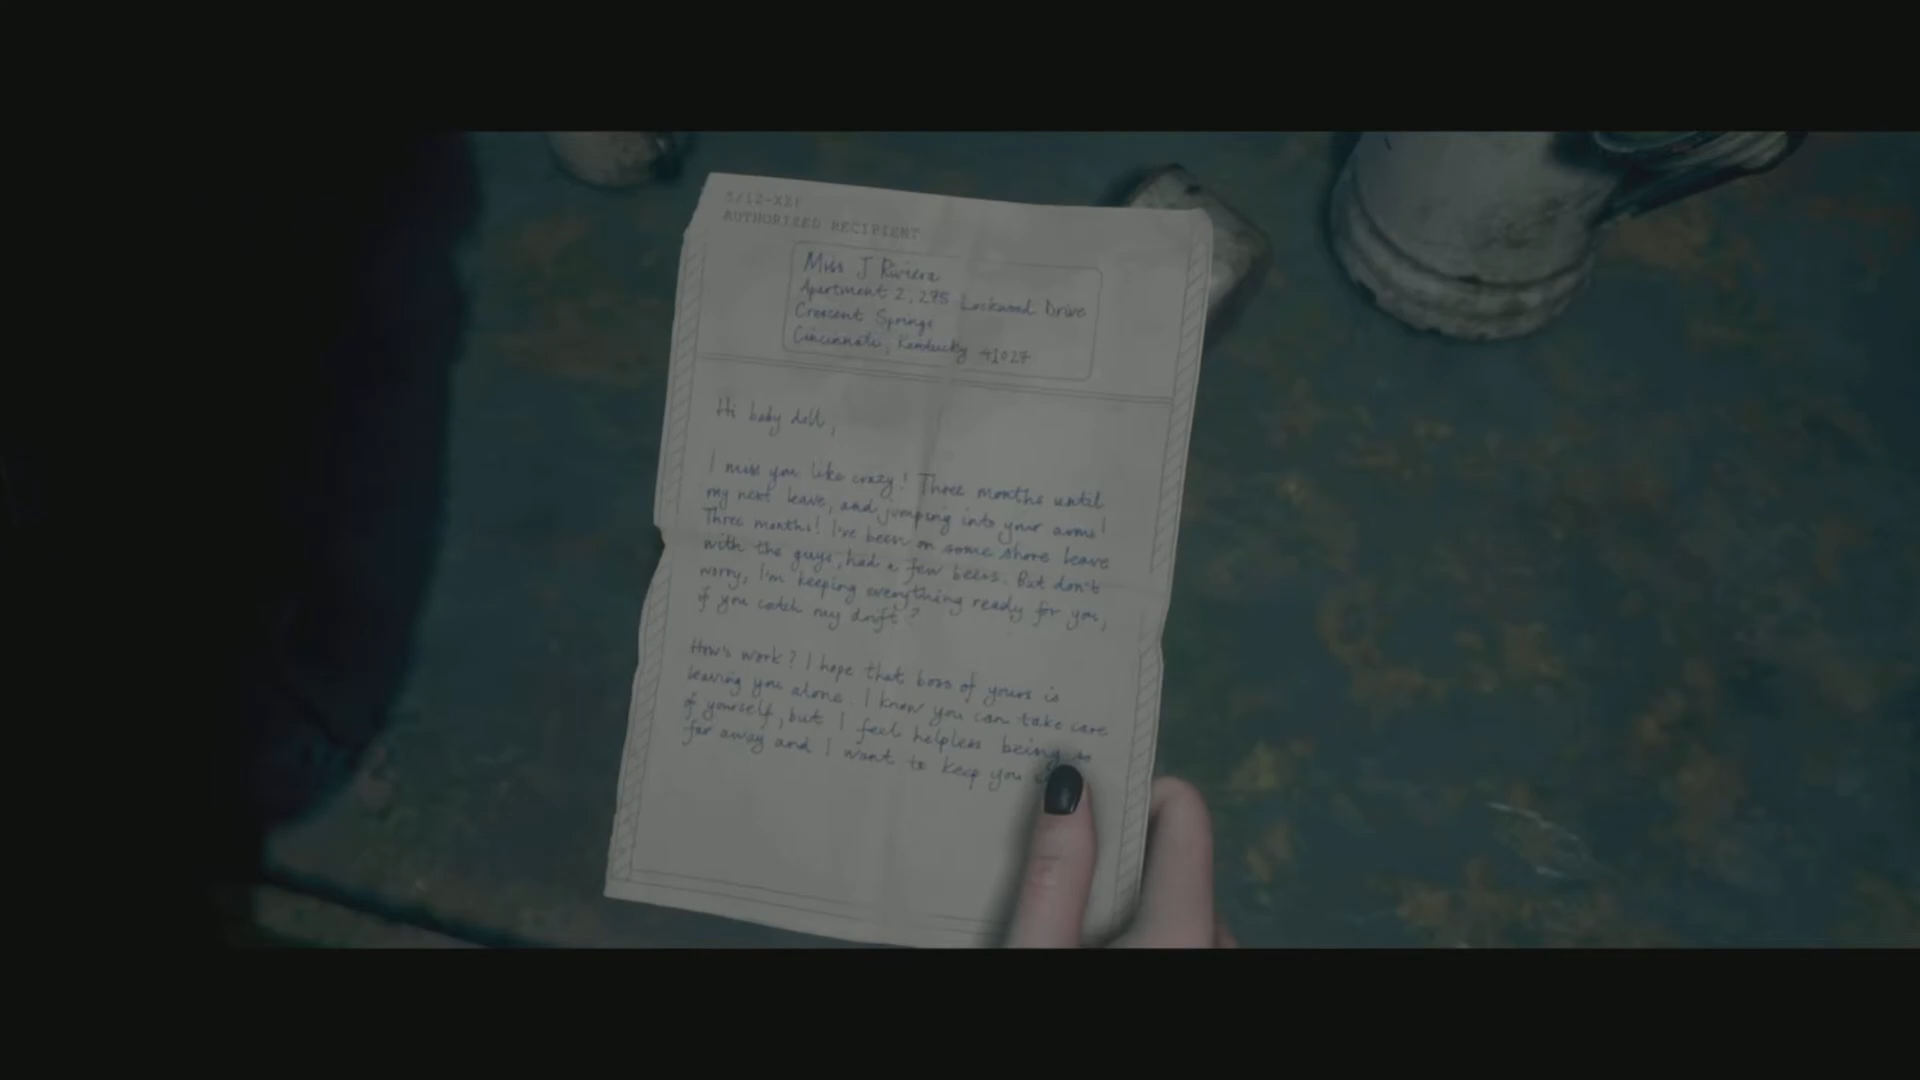 AUTHORISED RECIPIENT
Miss J Riviera
Apartment 2, 295 Lockwood Drive
Crescent Springs
Cincinnati, Kentucky 41027
Hi baby doll,
I miss you like crazy! Three months until
my next leave, and jumping into your arms!
Three months! I've been on some shore leave
with the guys, had a few beers. But don't
worry, I'm keeping everything ready for you,
if you catch my drift?
How's work? I hope that boss of yours is
leaving you alone. I know you can take care
of yourself, but I feel helpless being so
far away and I want to keep you